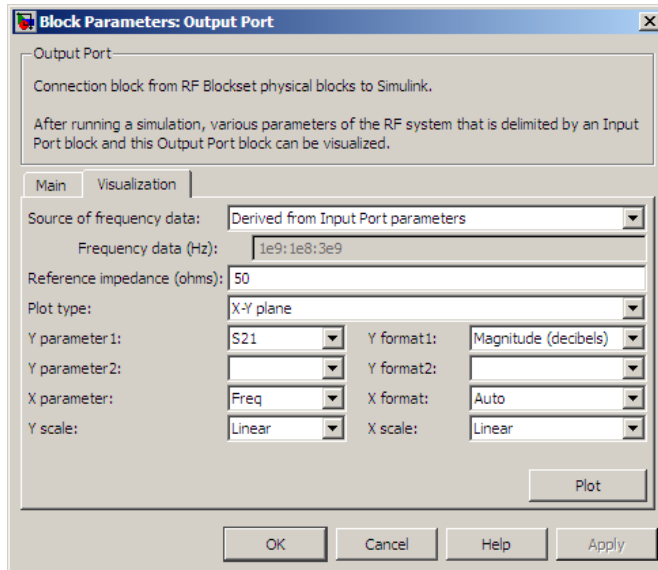 Block Parameters: Output Port
Output Port
Connection block from RF Blockset physical blocks to Simulink.
After running a simulation, various parameters of the RF system that is delimited by an Input
Port block and this Output Port block can be visualized.
Main Visualization
Source of frequency data: Derived from Input Port parameters
Frequency data (Hz): 1e9:1e8:3e9
Reference impedance (ohms): 50
Plot type: X-Y plane
Y parameter1: S21 Y format1: Magnitude (decibels)
Y parameter2: Y format2:
X parameter: Freq X format: Auto
Y scale: Linear X scale: Linear
Plot
OK Cancel Help Apply